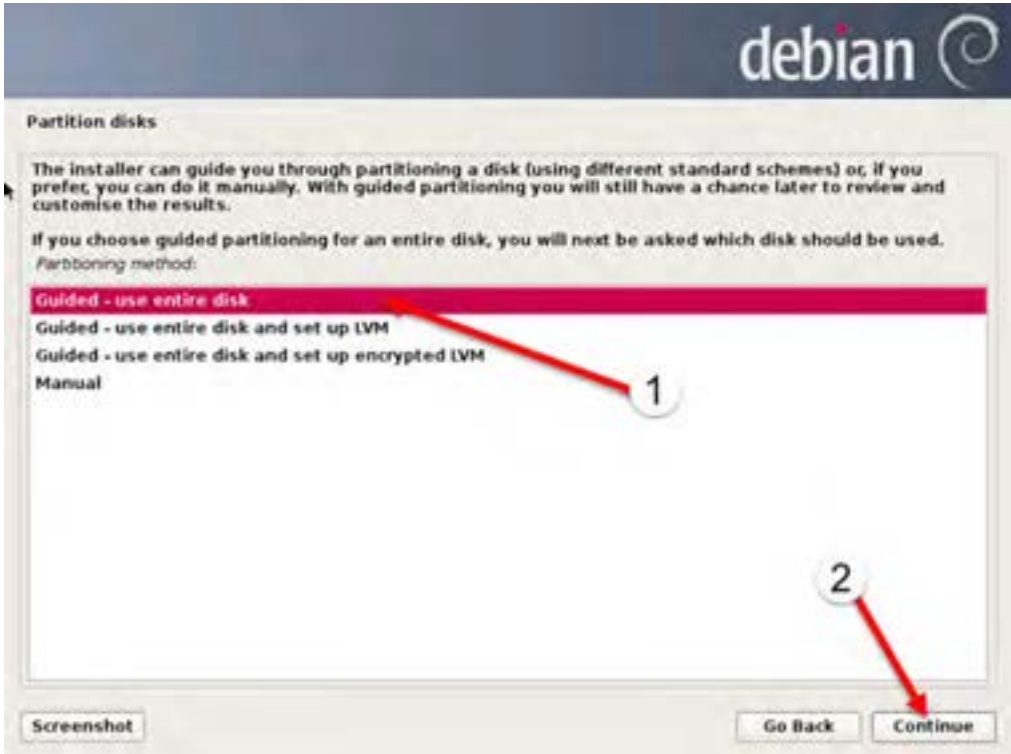 debian
Partition disks
The installer can guide you through partitioning a disk (using different standard schemes) or, if you
prefer, you can do it manually. With guided partitioning you will still have a chance later to review and
customise the results.
If you choose guided partitioning for an entire disk, you will next be asked which disk should be used.
Partitioning method:
Guided - use entire disk
Guided - use entire disk and set up LVM
Guided - use entire disk and set up encrypted LVM
Manual
1
2
Screenshot
Go Back
Continue